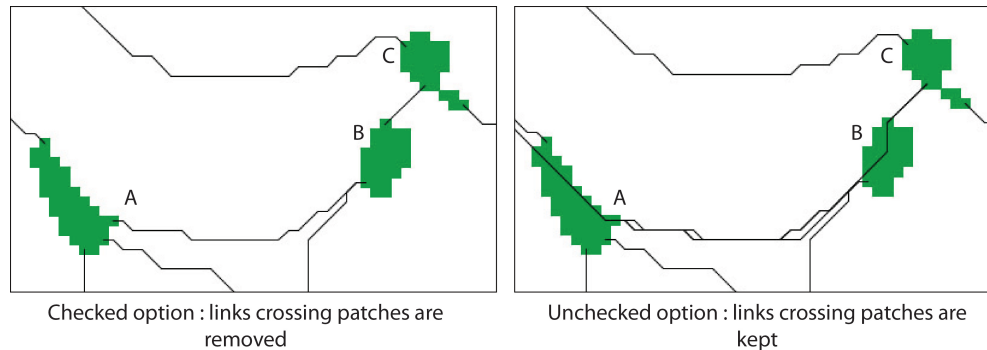 C
B
A
Checked option : links crossing patches are
removed
C
B
A
Unchecked option : links crossing patches are
kept